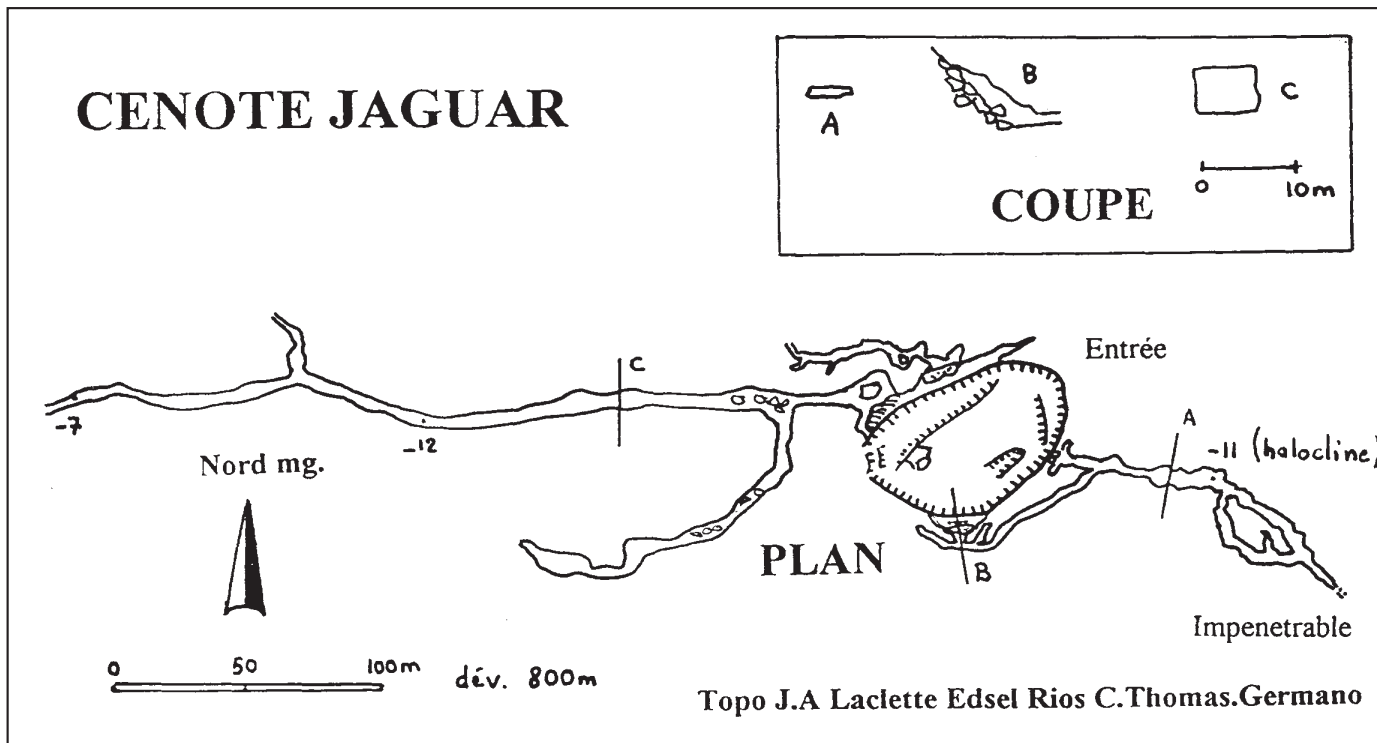 CENOTE JAGUAR
A
B
C
0 10m
COUPE
C
Entrée
A
-11 (halocline)
-7
-12
Nord mg.
PLAN
B
Impenetrable
0 50 100m
dév. 800m
Topo J.A Laclette Edsel Rios C.Thomas.Germano